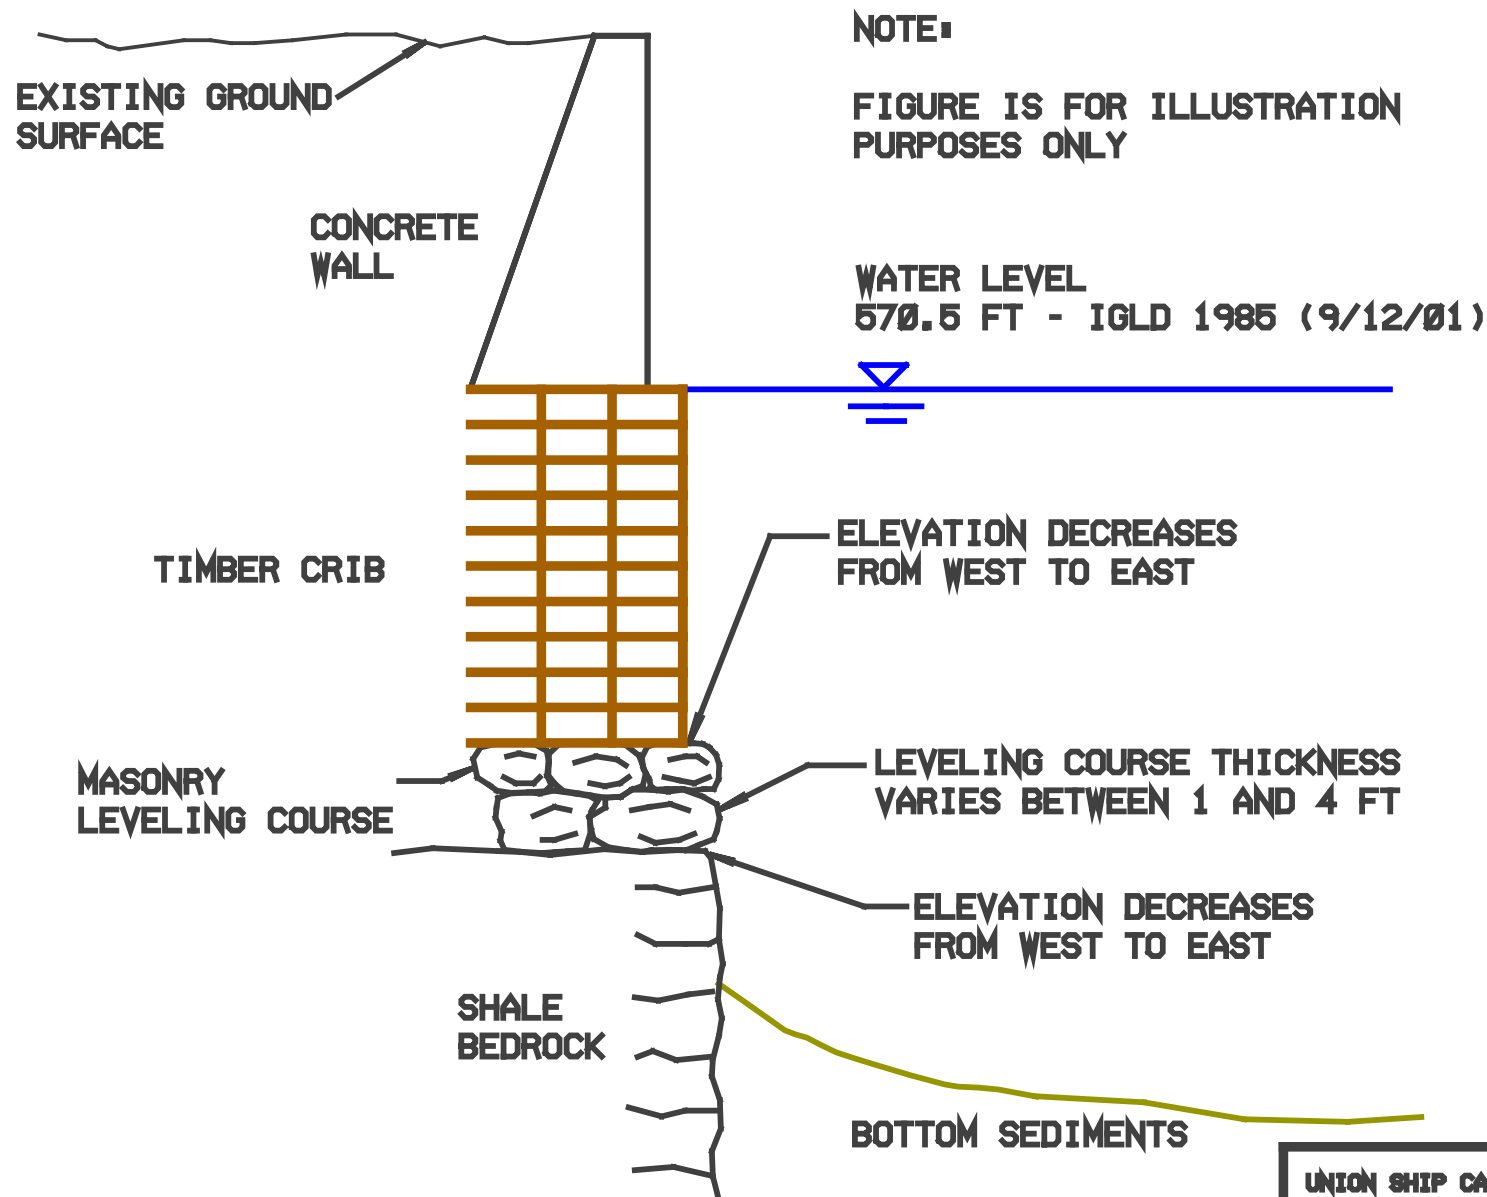 NOTE:
FIGURE IS FOR ILLUSTRATION
PURPOSES ONLY
EXISTING GROUND
SURFACE
CONCRETE
WALL
WATER LEVEL
570.5 FT - IGLD 1985 (9/12/01)
TIMBER CRIB
ELEVATION DECREASES
FROM WEST TO EAST
MASONRY
LEVELING COURSE
LEVELING COURSE THICKNESS
VARIES BETWEEN 1 AND 4 FT
ELEVATION DECREASES
FROM WEST TO EAST
SHALE
BEDROCK
BOTTOM SEDIMENTS
UNION SHIP CA